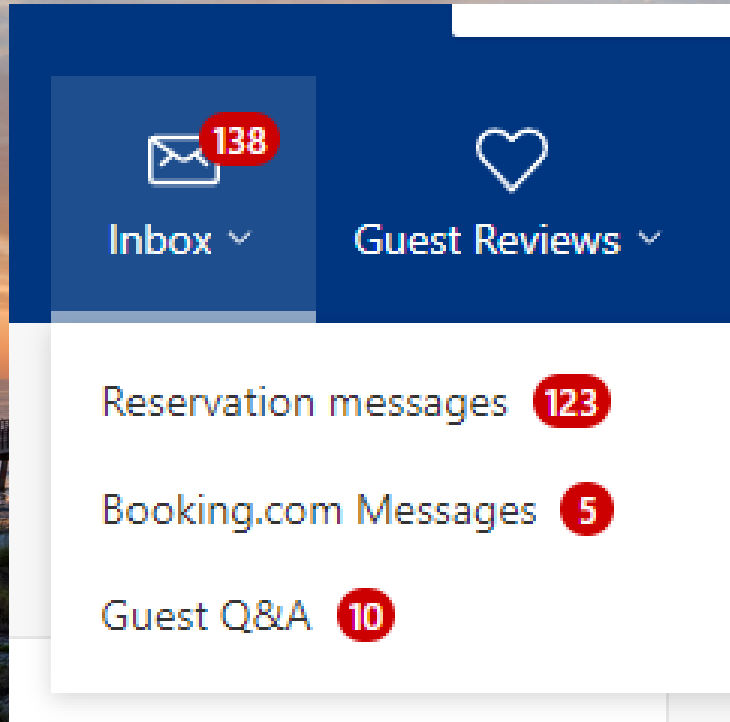 138
Inbox
Guest Reviews
Reservation messages 123
Booking.com Messages 5
Guest Q&A 10